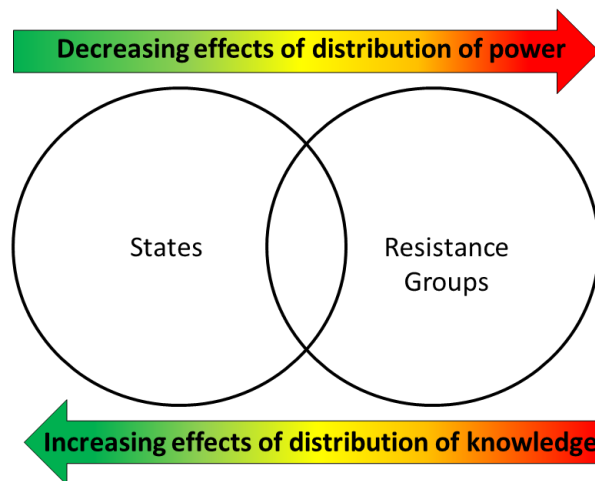 Decreasing effects of distribution of power
States
Resistance
Groups
Increasing effects of distribution of knowledge